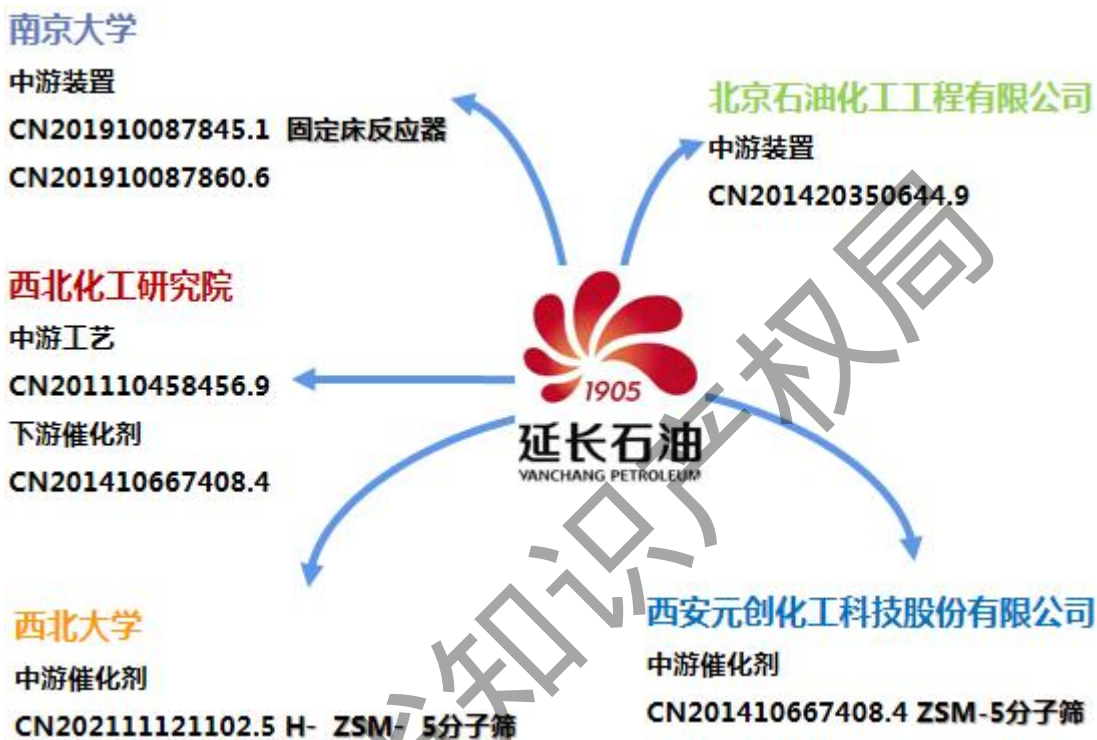 南京大学
中游装置
CN201910087845.1 固定床反应器
CN201910087860.6
北京石油化工工程有限公司
中游装置
CN201420350644.9
西北化工研究院
中游工艺
CN201110458456.9
下游催化剂
CN201410667408.4
1905
延长石油
YANCHANG PETROLEUM
西北大学
中游催化剂
CN202111121102.5 H- ZSM- 5分子筛
西安元创化工科技股份有限公司
中游催化剂
CN201410667408.4 ZSM-5分子筛
知识产权局